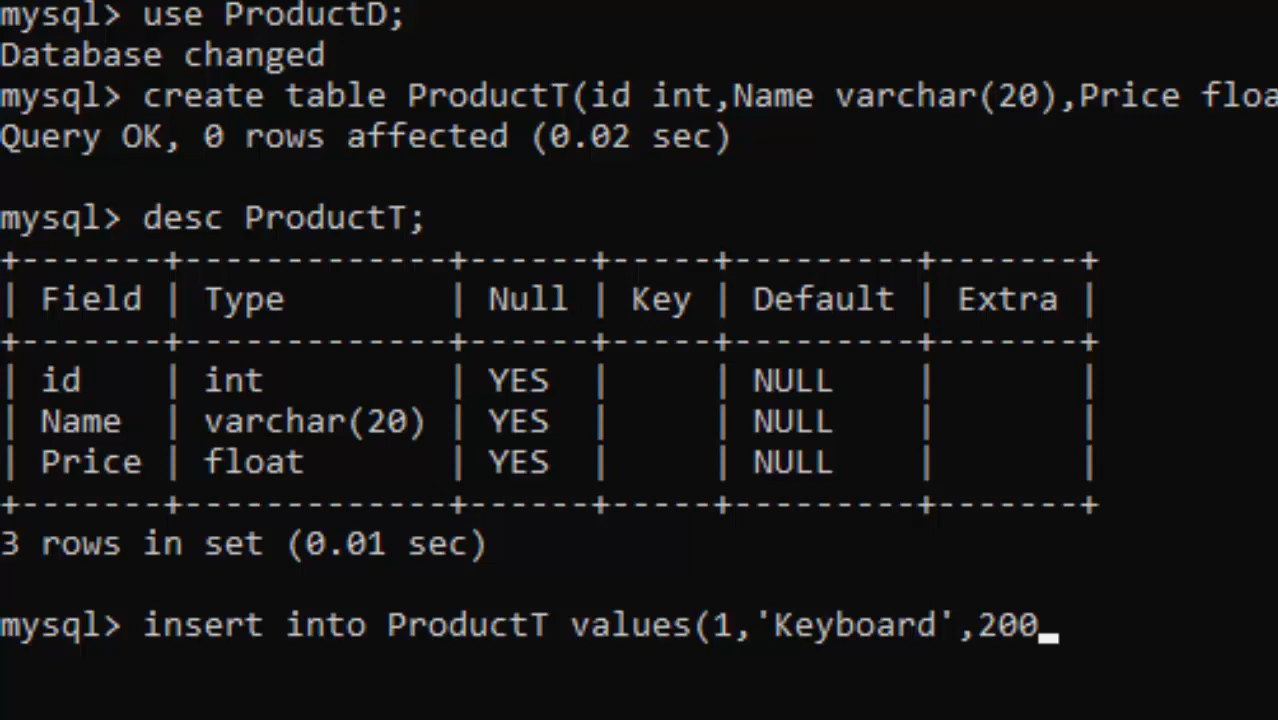 mysql> use ProductD;
Database changed
mysql> create table ProductT(id int,Name varchar(20),Price floa
Query OK, 0 rows affected (0.02 sec)
mysql> desc ProductT;
+-------+-------------+------+-----+---------+-------+
| Field | Type        | Null | Key | Default | Extra |
+-------+-------------+------+-----+---------+-------+
| id    | int         | YES  |     | NULL    |       |
| Name  | varchar(20) | YES  |     | NULL    |       |
| Price | float       | YES  |     | NULL    |       |
+-------+-------------+------+-----+---------+-------+
3 rows in set (0.01 sec)
mysql> insert into ProductT values(1,'Keyboard',200_